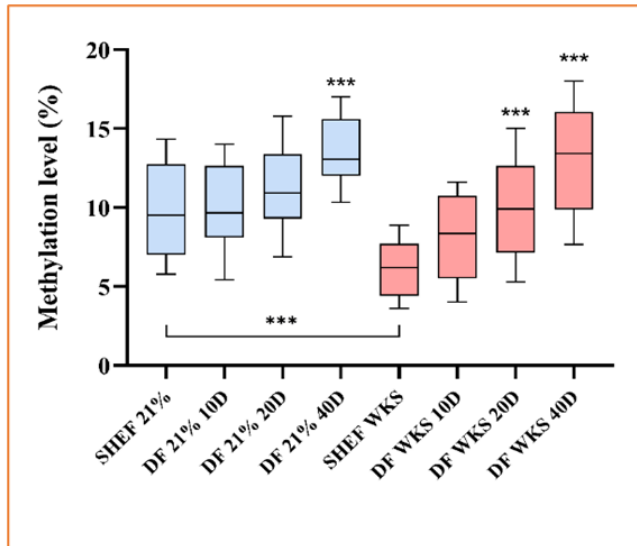 Methylation level (%)
20
15
10
5
0
***
***
***
***
SHEF 21%
DF 21% 10D
DF 21% 20D
DF 21% 40D
SHEF WKS
DF WKS 10D
DF WKS 20D
DF WKS 40D